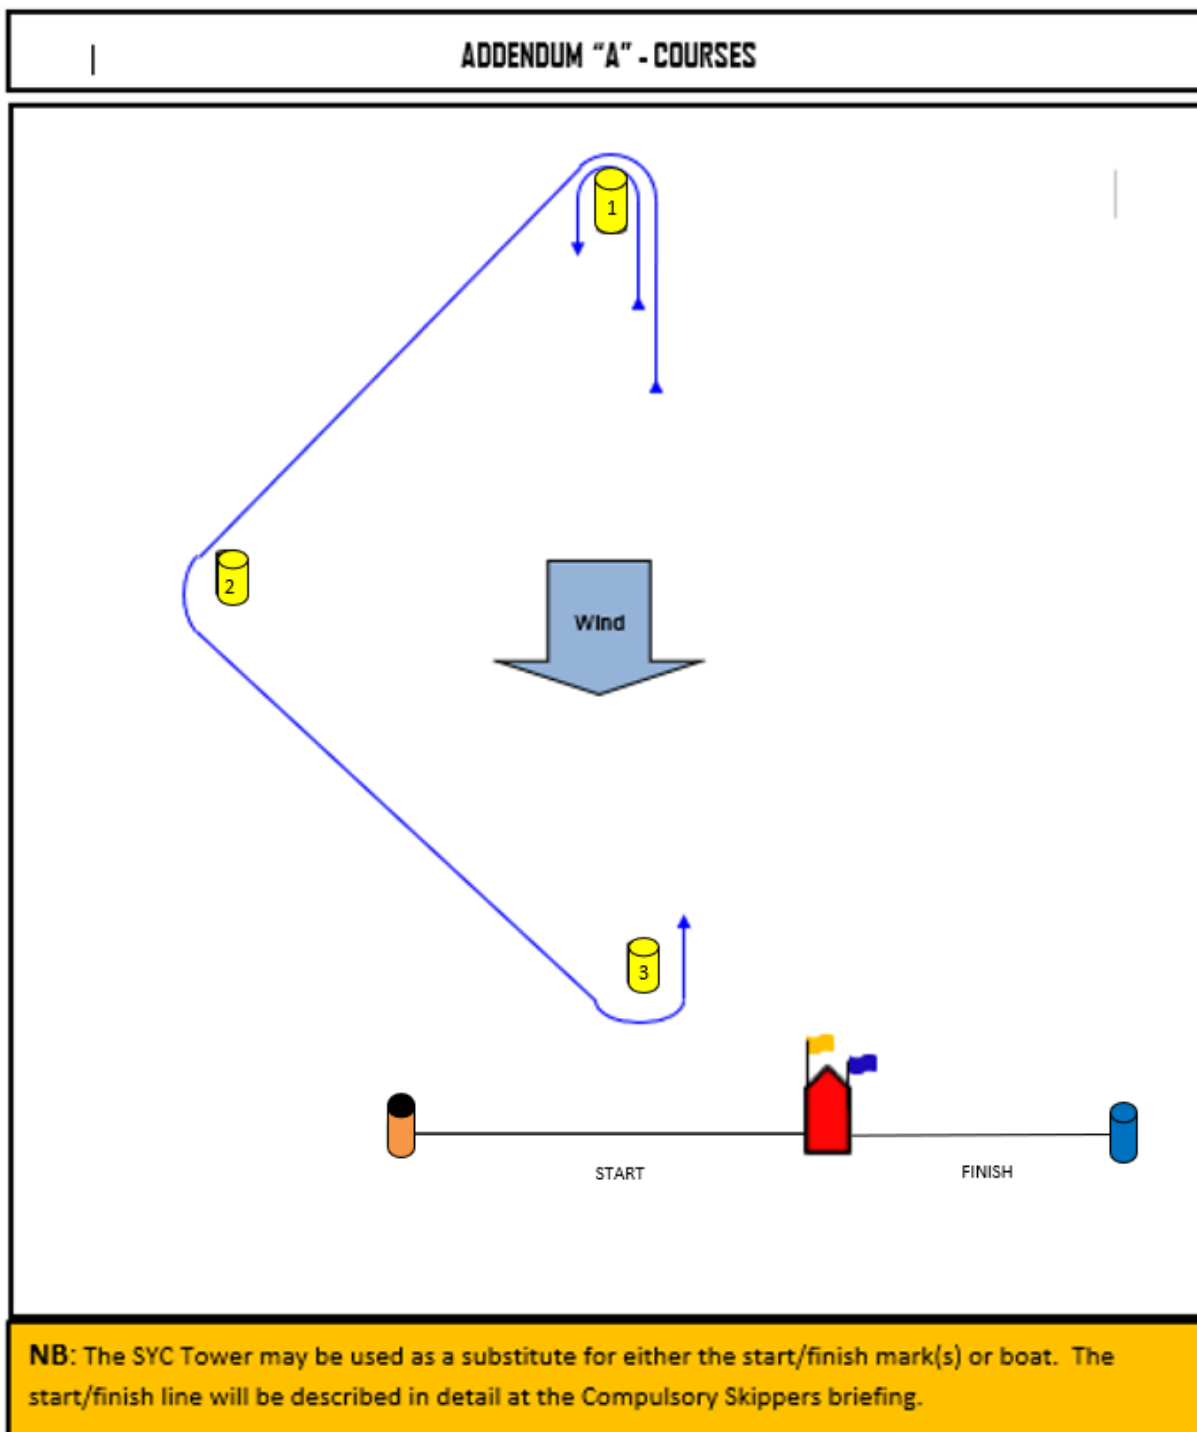 ADDENDUM “A” - COURSES
1
2
Wind
3
START
FINISH
NB: The SYC Tower may be used as a substitute for either the start/finish mark(s) or boat. The
start/finish line will be described in detail at the Compulsory Skippers briefing.